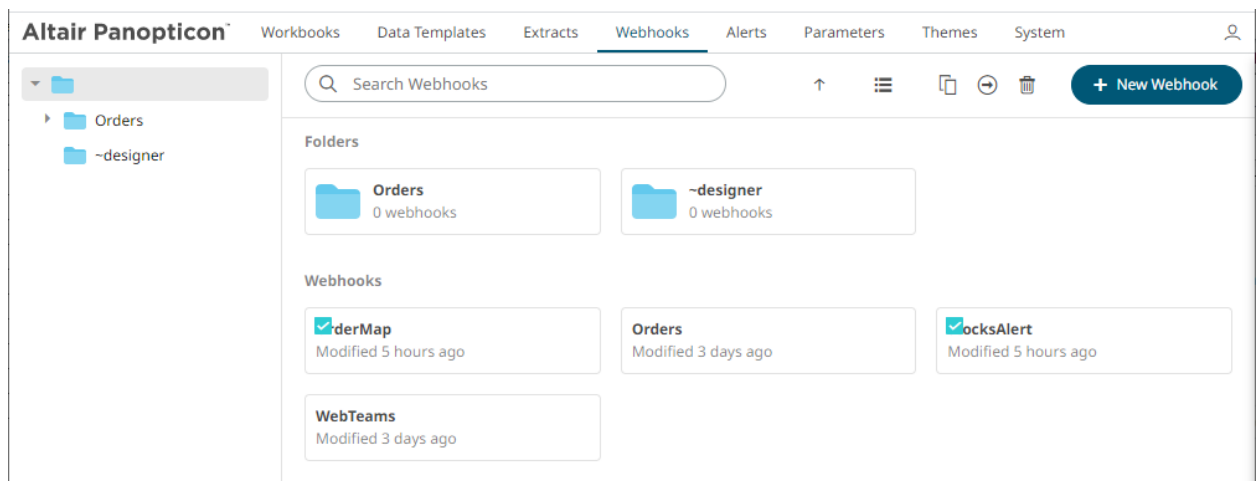 Altair Panopticon™ Workbooks Data Templates Extracts Webhooks Alerts Parameters Themes System
Search Webhooks + New Webhook
Orders
~designer
Folders
Orders
0 webhooks
~designer
0 webhooks
Webhooks
rderMap
Modified 5 hours ago
Orders
Modified 3 days ago
ocksAlert
Modified 5 hours ago
WebTeams
Modified 3 days ago